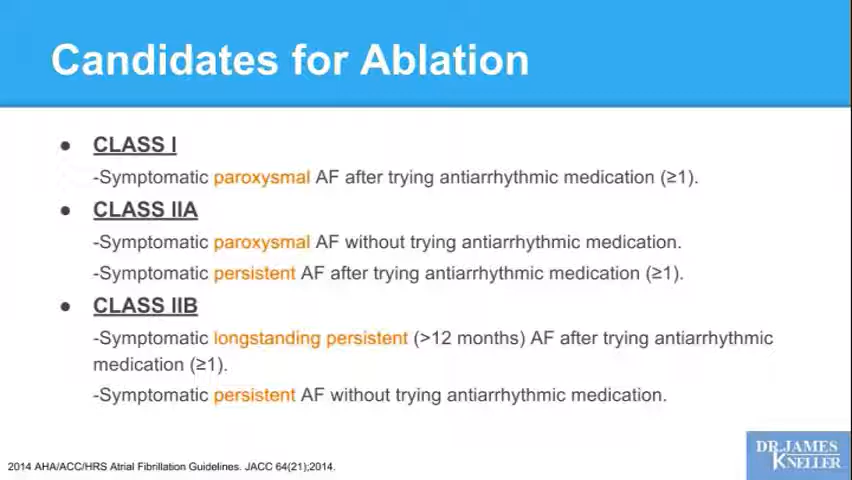 Candidates for Ablation
● CLASS I
-Symptomatic paroxysmal AF after trying antiarrhythmic medication (≥1).
● CLASS IIA
-Symptomatic paroxysmal AF without trying antiarrhythmic medication.
-Symptomatic persistent AF after trying antiarrhythmic medication (≥1).
● CLASS IIB
-Symptomatic longstanding persistent (>12 months) AF after trying antiarrhythmic
medication (≥1).
-Symptomatic persistent AF without trying antiarrhythmic medication.
2014 AHA/ACC/HRS Atrial Fibrillation Guidelines. JACC 64(21);2014.
DR.JAMES
KNELLER